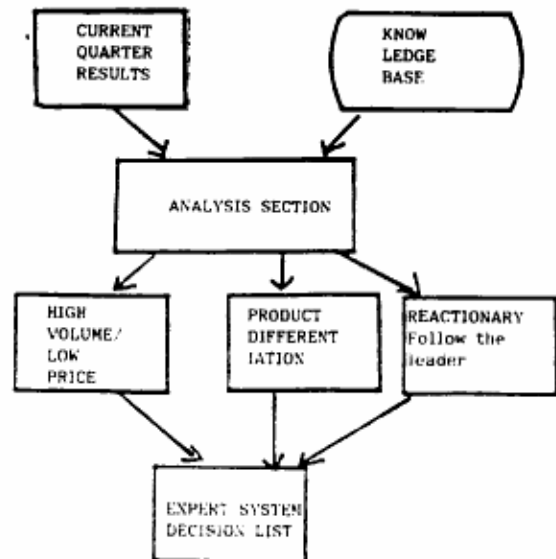 CURRENT
QUARTER
RESULTS
KNOW
LEDGE
BASE
ANALYSIS SECTION
HIGH
VOLUME/
LOW
PRICE
PRODUCT
DIFFERENT
IATION
REACTIONARY
Follow the
leader
EXPERT SYSTEM
DECISION LIST